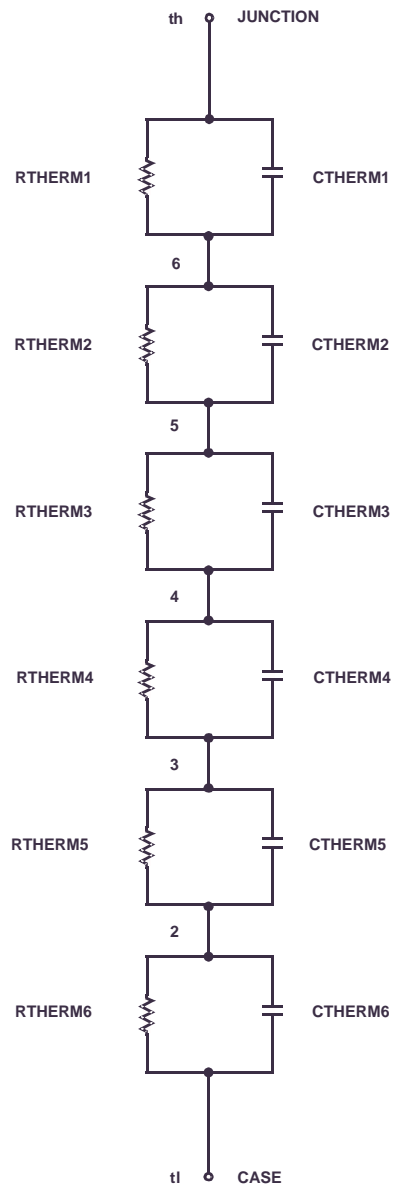 th JUNCTION
RTHERM1 CTHERM1
6
RTHERM2 CTHERM2
5
RTHERM3 CTHERM3
4
RTHERM4 CTHERM4
3
RTHERM5 CTHERM5
2
RTHERM6 CTHERM6
tl CASE